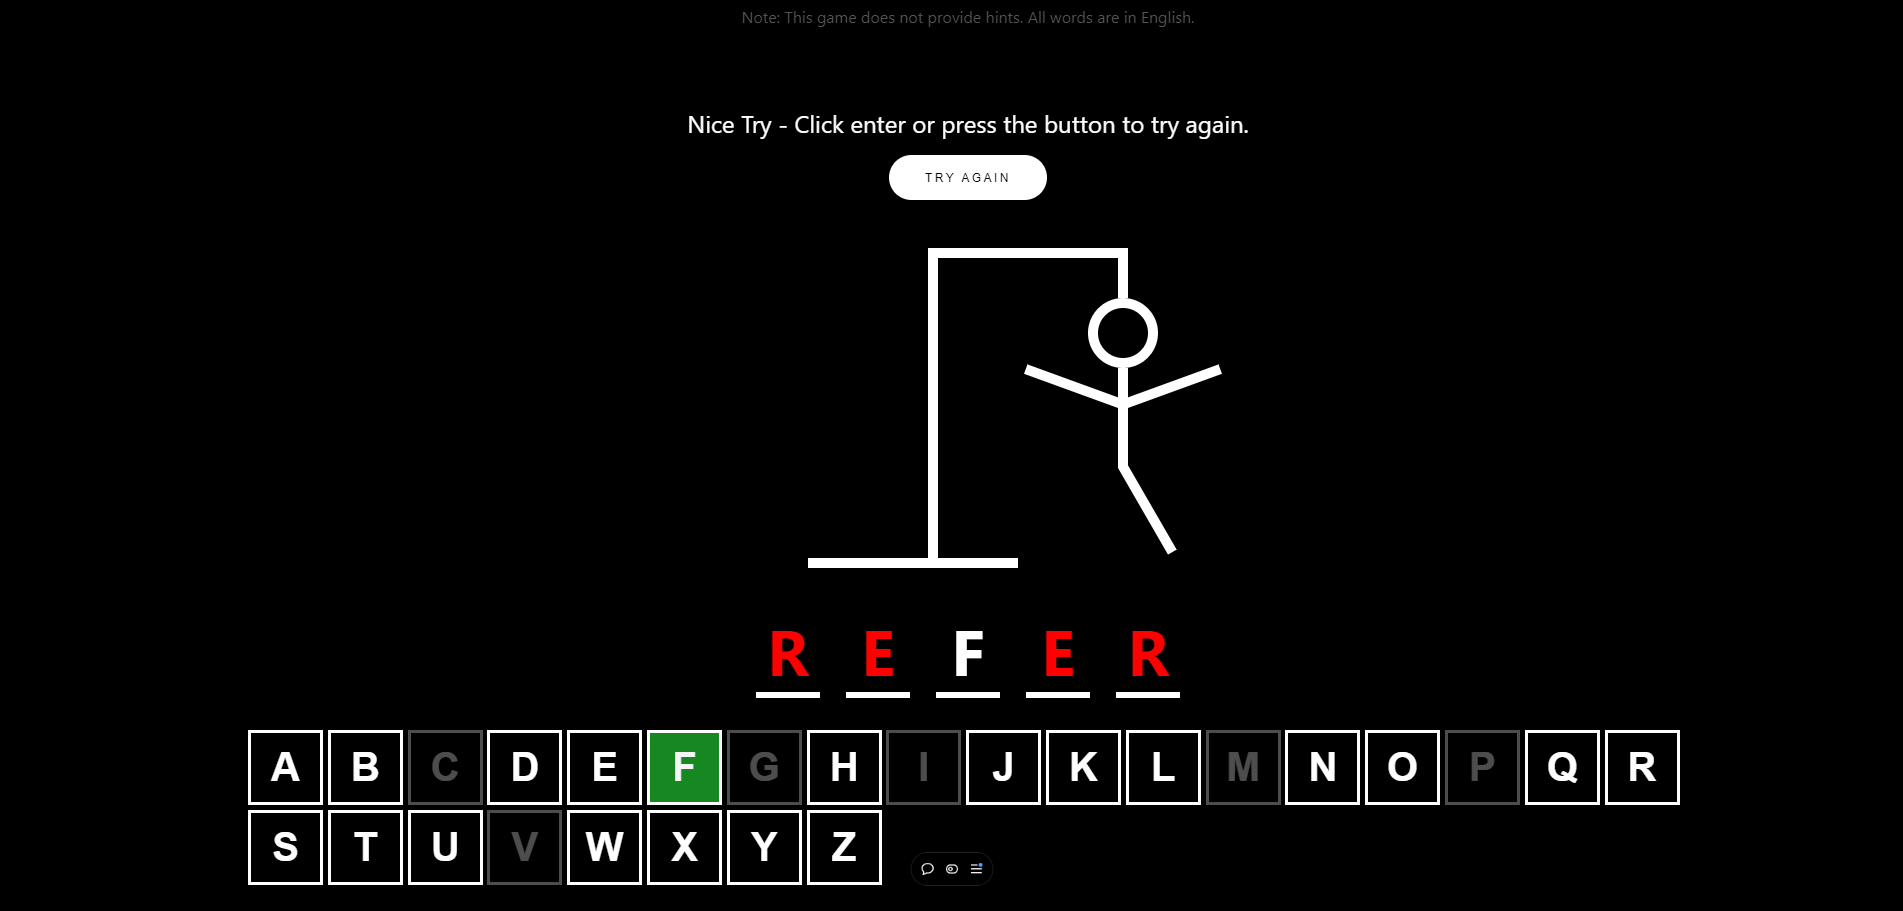 Note: This game does not provide hints. All words are in English.
Nice Try - Click enter or press the button to try again.
TRY AGAIN
R E F E R
A B C D E F G H I J K L M N O P Q R
S T U V W X Y Z